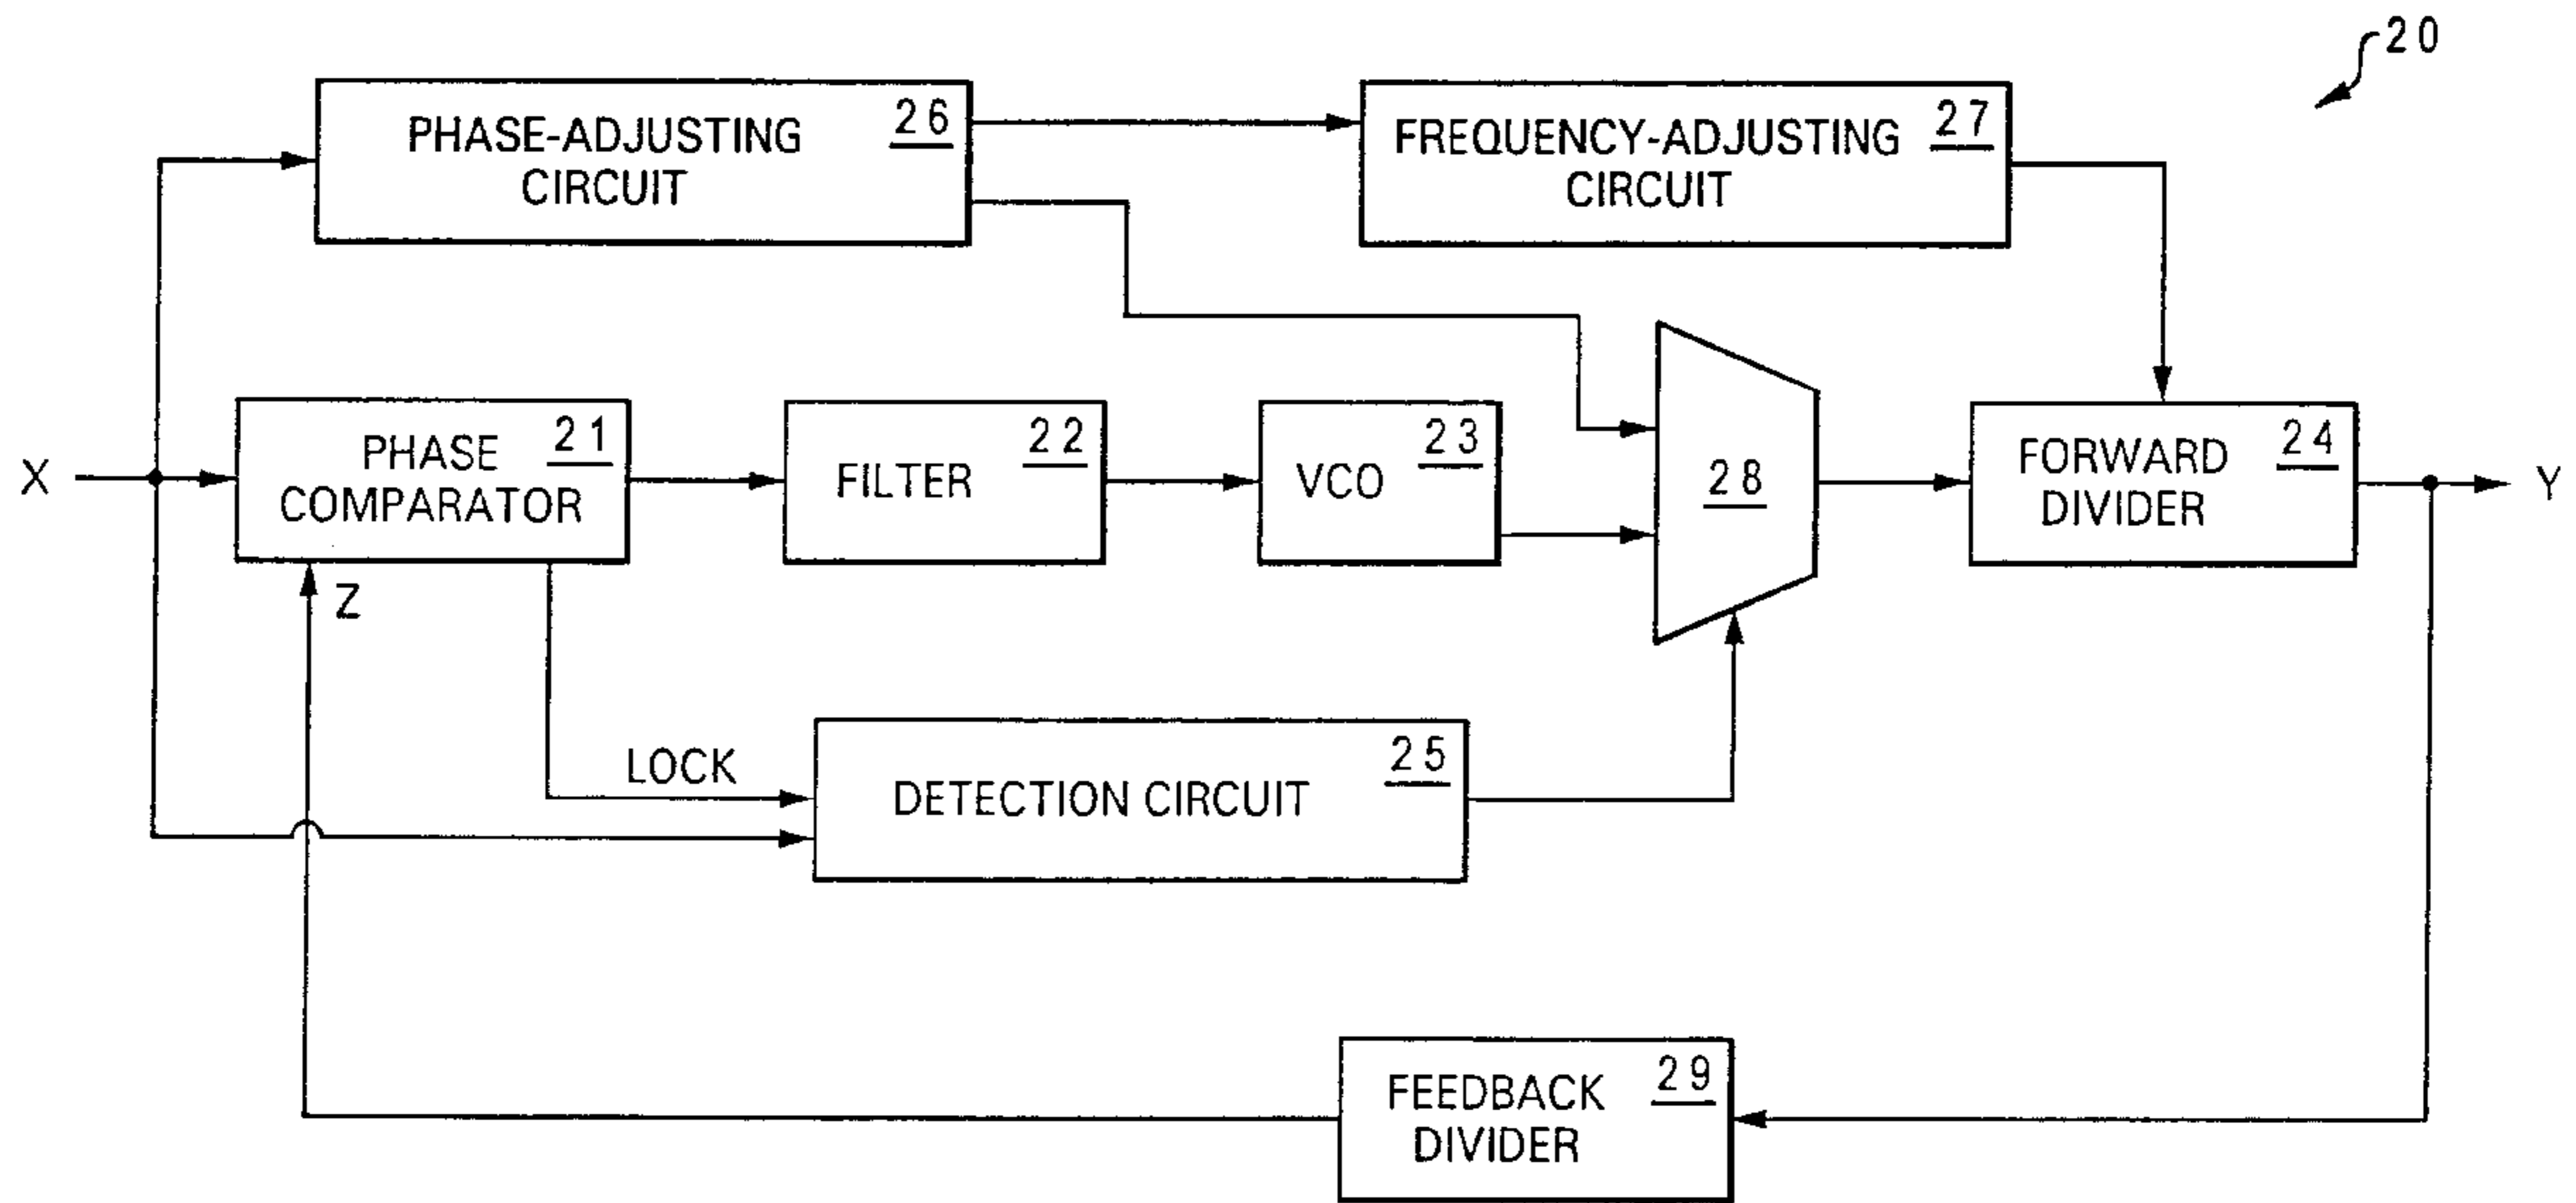 20
PHASE-ADJUSTING
CIRCUIT
26
FREQUENCY-ADJUSTING
CIRCUIT
27
X
PHASE
COMPARATOR
21
FILTER
22
VCO
23
28
FORWARD
DIVIDER
24
Y
Z
LOCK
DETECTION CIRCUIT
25
FEEDBACK
DIVIDER
29